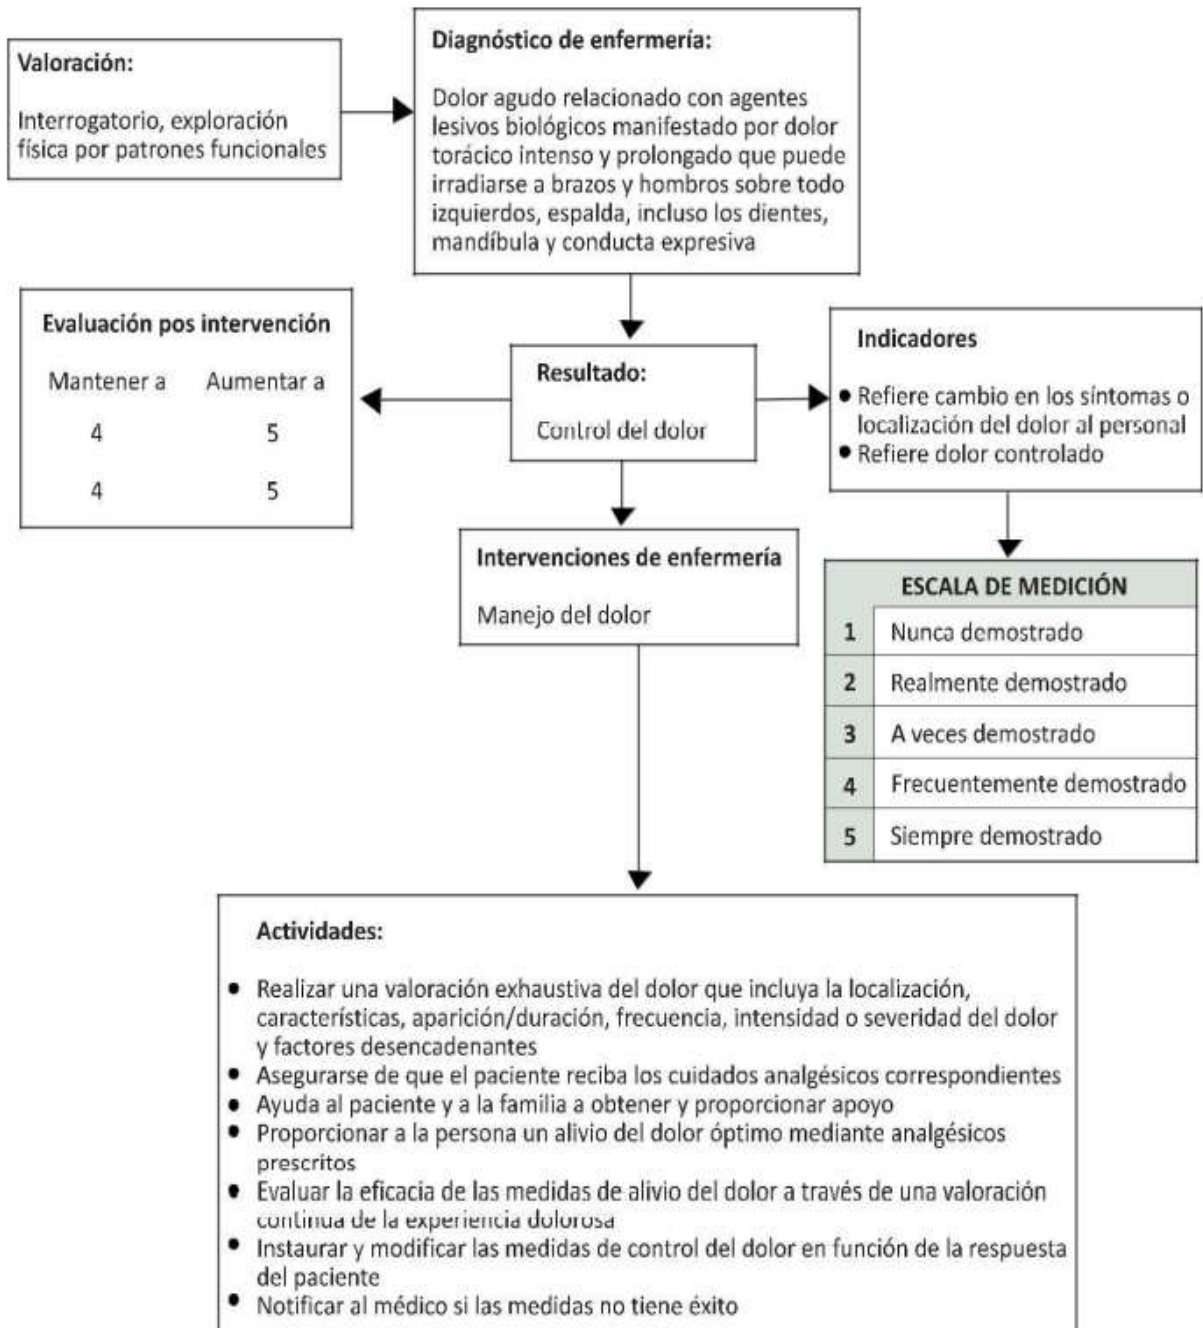 Valoración:
Interrogatorio, exploración
física por patrones funcionales
Diagnóstico de enfermería:
Dolor agudo relacionado con agentes
lesivos biológicos manifestado por dolor
torácico intenso y prolongado que puede
irradiarse a brazos y hombros sobre todo
izquierdos, espalda, incluso los dientes,
mandíbula y conducta expresiva
Evaluación pos intervención
Mantener a Aumentar a
4 5
4 5
Resultado:
Control del dolor
Indicadores
● Refiere cambio en los síntomas o
localización del dolor al personal
● Refiere dolor controlado
Intervenciones de enfermería
Manejo del dolor
ESCALA DE MEDICIÓN
1 Nunca demostrado
2 Realmente demostrado
3 A veces demostrado
4 Frecuentemente demostrado
5 Siempre demostrado
Actividades:
● Realizar una valoración exhaustiva del dolor que incluya la localización,
características, aparición/duración, frecuencia, intensidad o severidad del dolor
y factores desencadenantes
● Asegurarse de que el paciente reciba los cuidados analgésicos correspondientes
● Ayuda al paciente y a la familia a obtener y proporcionar apoyo
● Proporcionar a la persona un alivio del dolor óptimo mediante analgésicos
prescritos
● Evaluar la eficacia de las medidas de alivio del dolor a través de una valoración
continua de la experiencia dolorosa
● Instaurar y modificar las medidas de control del dolor en función de la respuesta
del paciente
● Notificar al médico si las medidas no tiene éxito